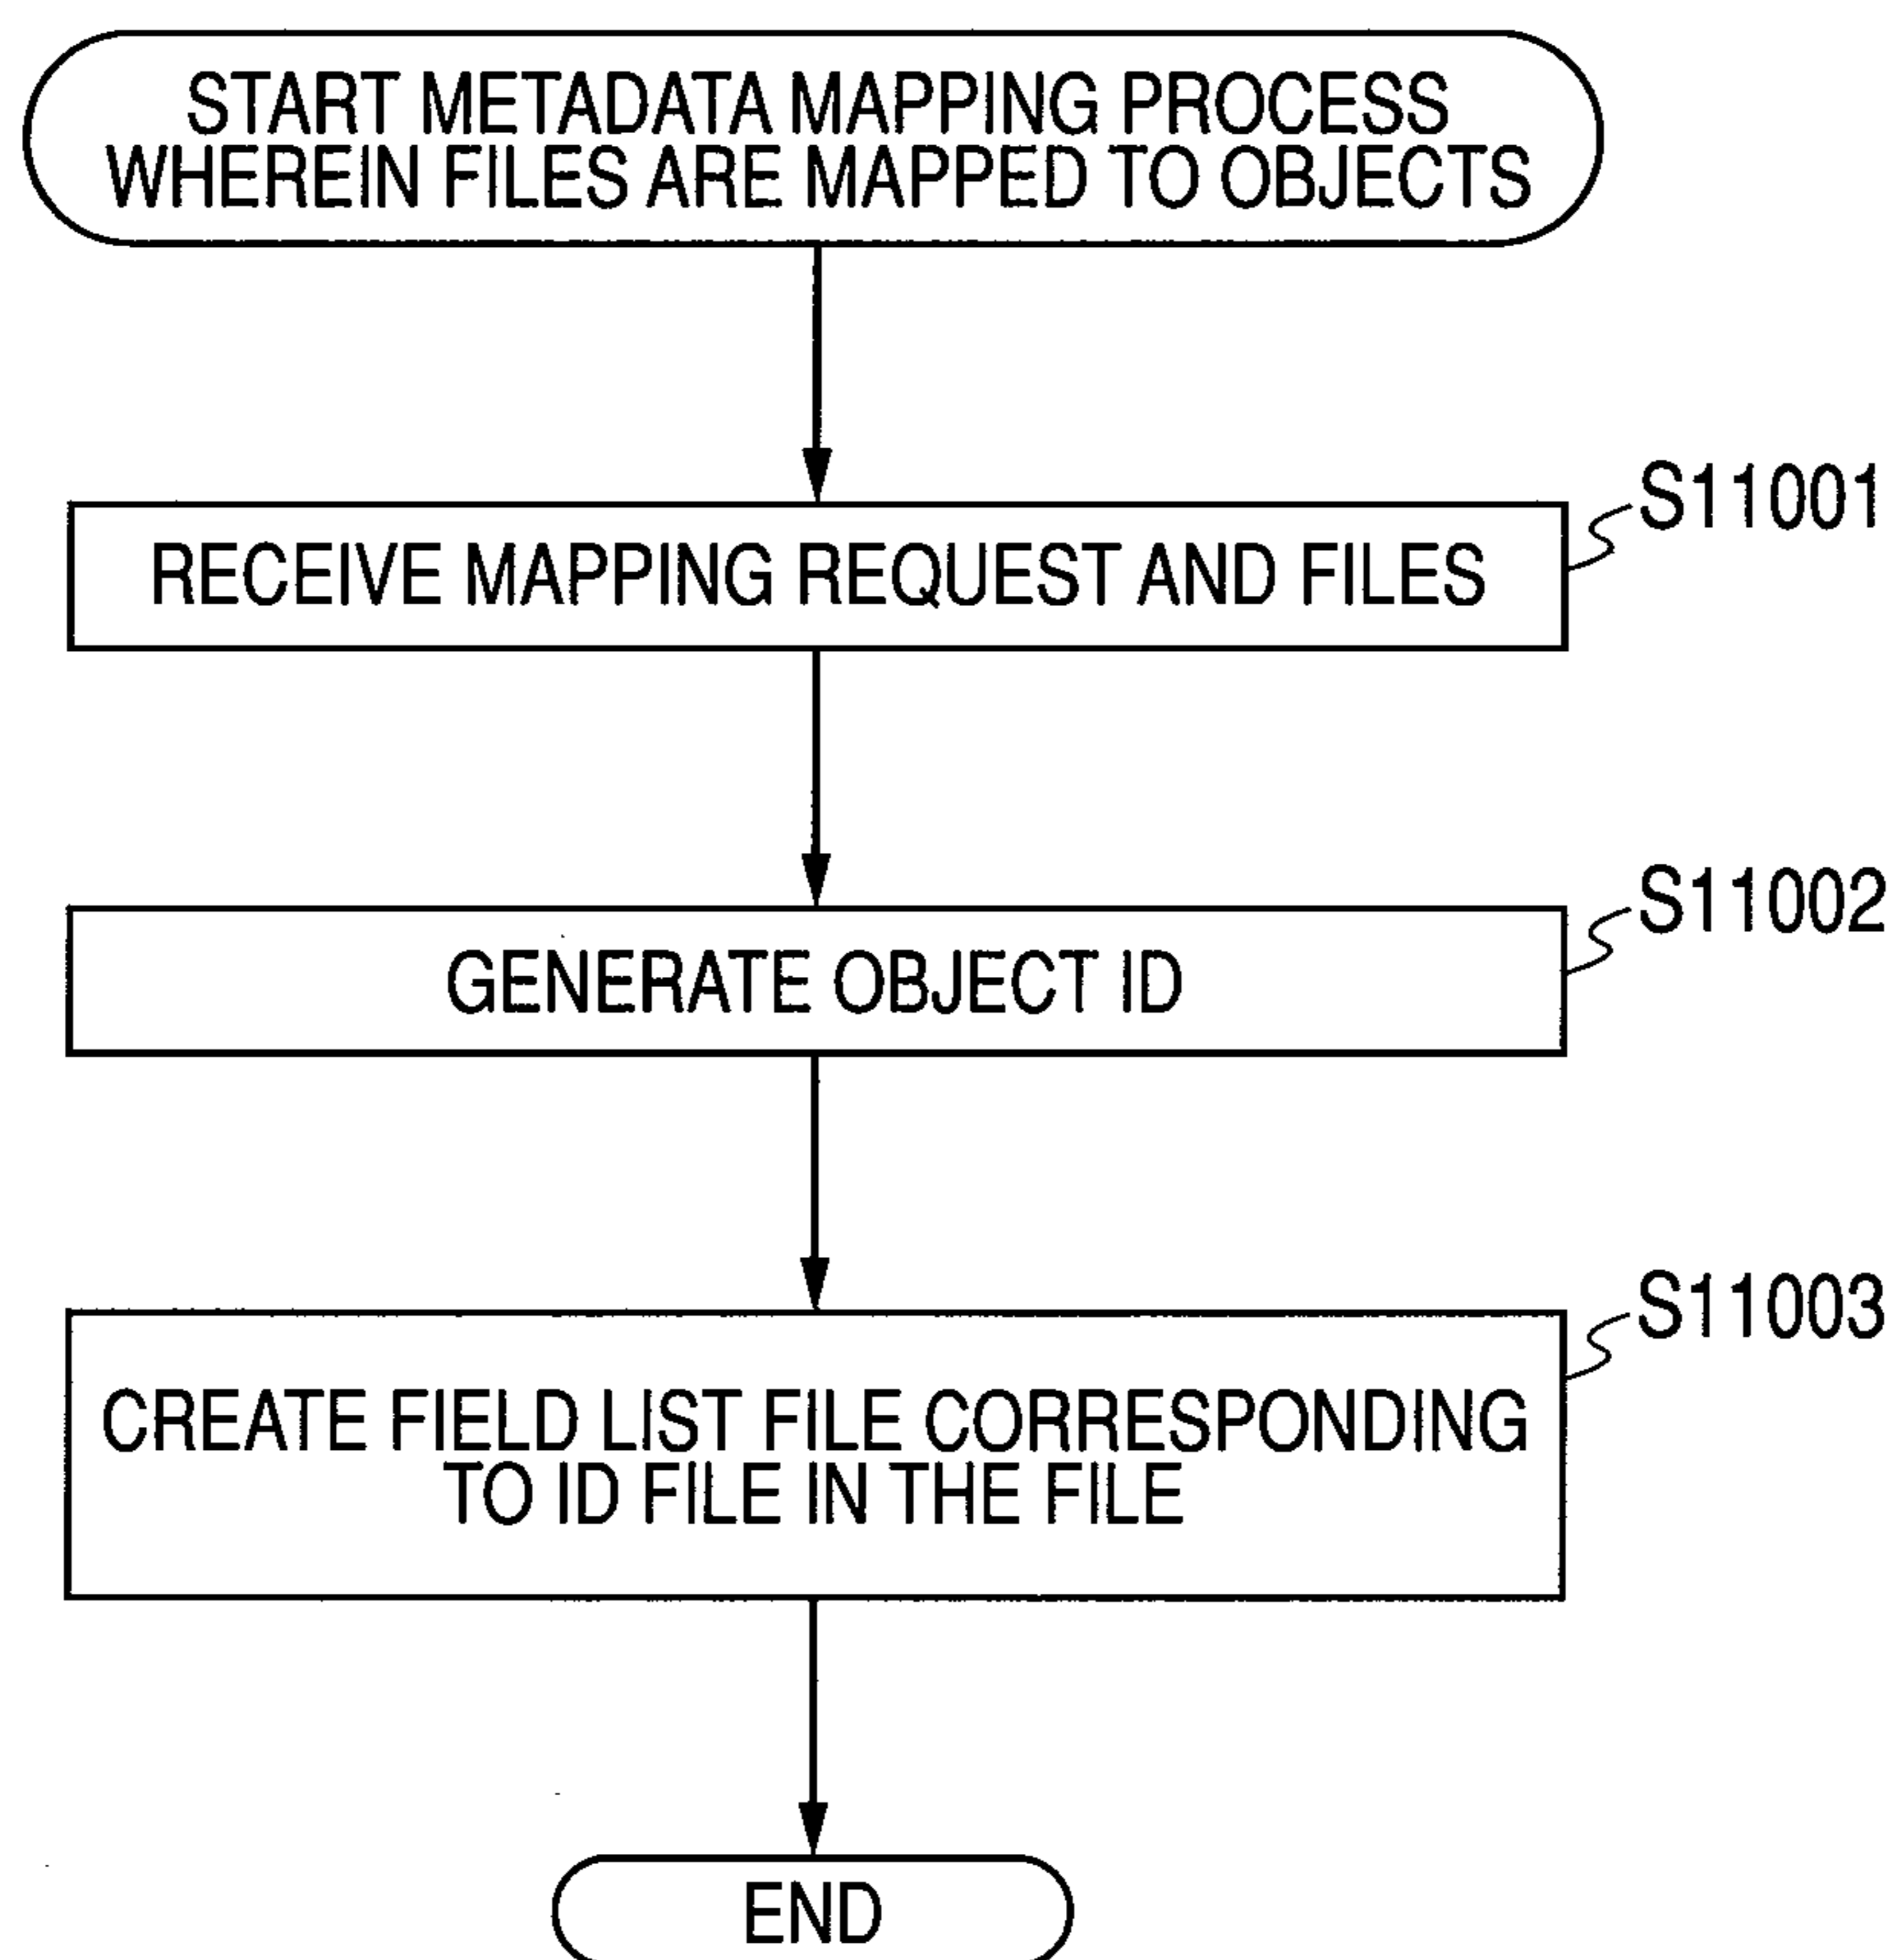 START METADATA MAPPING PROCESS
WHEREIN FILES ARE MAPPED TO OBJECTS
S11001
RECEIVE MAPPING REQUEST AND FILES
S11002
GENERATE OBJECT ID
S11003
CREATE FIELD LIST FILE CORRESPONDING
TO ID FILE IN THE FILE
END